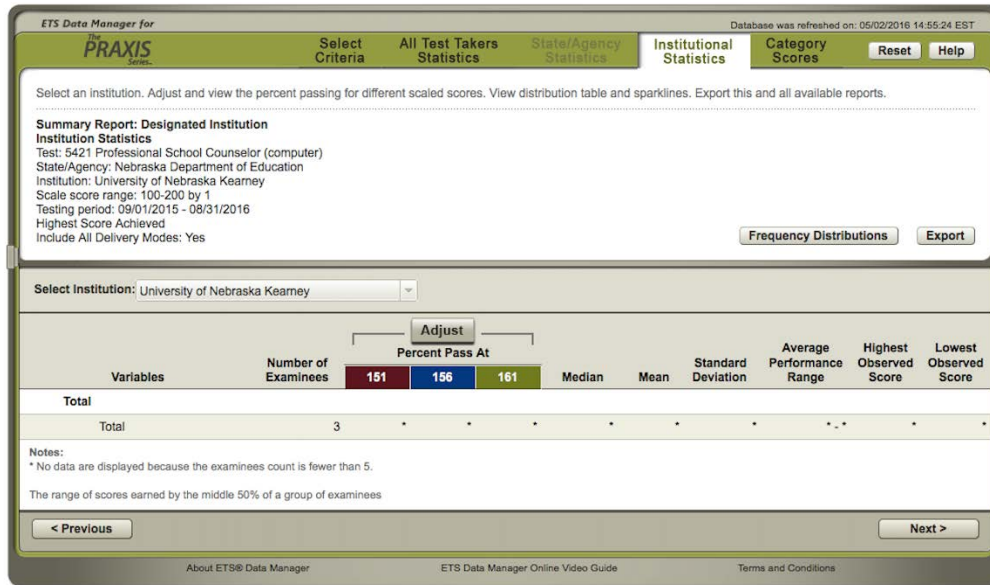 ETS Data Manager for
Database was refreshed on: 05/02/2016 14:55:24 EST
The
PRAXIS
Series™
Select Criteria
All Test Takers Statistics
State/Agency Statistics
Institutional Statistics
Category Scores
Reset
Help
Select an institution. Adjust and view the percent passing for different scaled scores. View distribution table and sparklines. Export this and all available reports.
Summary Report: Designated Institution
Institution Statistics
Test: 5421 Professional School Counselor (computer)
State/Agency: Nebraska Department of Education
Institution: University of Nebraska Kearney
Scale score range: 100-200 by 1
Testing period: 09/01/2015 - 08/31/2016
Highest Score Achieved
Include All Delivery Modes: Yes
Frequency Distributions
Export
Select Institution: University of Nebraska Kearney
Adjust
Percent Pass At
Variables
Number of Examinees
151
156
161
Median
Mean
Standard Deviation
Average Performance Range
Highest Observed Score
Lowest Observed Score
Total
Total 3 * * * * * * * - * * *
Notes:
* No data are displayed because the examinees count is fewer than 5.
The range of scores earned by the middle 50% of a group of examinees
< Previous
Next >
About ETS® Data Manager
ETS Data Manager Online Video Guide
Terms and Conditions